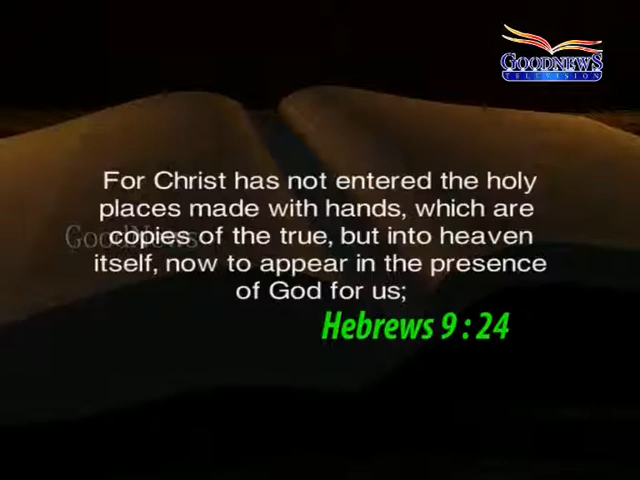 GOODNEWS
TELEVISION
For Christ has not entered the holy
places made with hands, which are
GoodNews
copies of the true, but into heaven
itself, now to appear in the presence
of God for us;
Hebrews 9 : 24